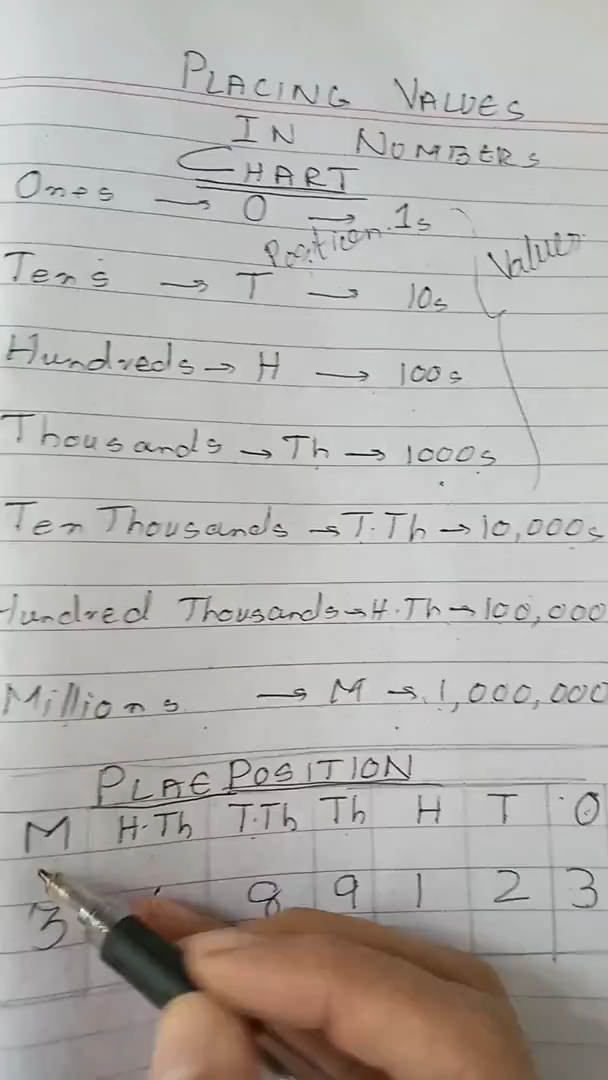 PLACING VALUES
IN NUMBERS
CHART
Ones → O → 1s
Position Values
Tens → T → 10s
Hundreds → H → 100s
Thousands → Th → 1000s
Ten Thousands → T.Th → 10,000s
Hundred Thousands → H.Th → 100,000
Millions → M → 1,000,000
PLAE POSITION
M H.Th T.Th Th H T O
3 8 9 1 2 3